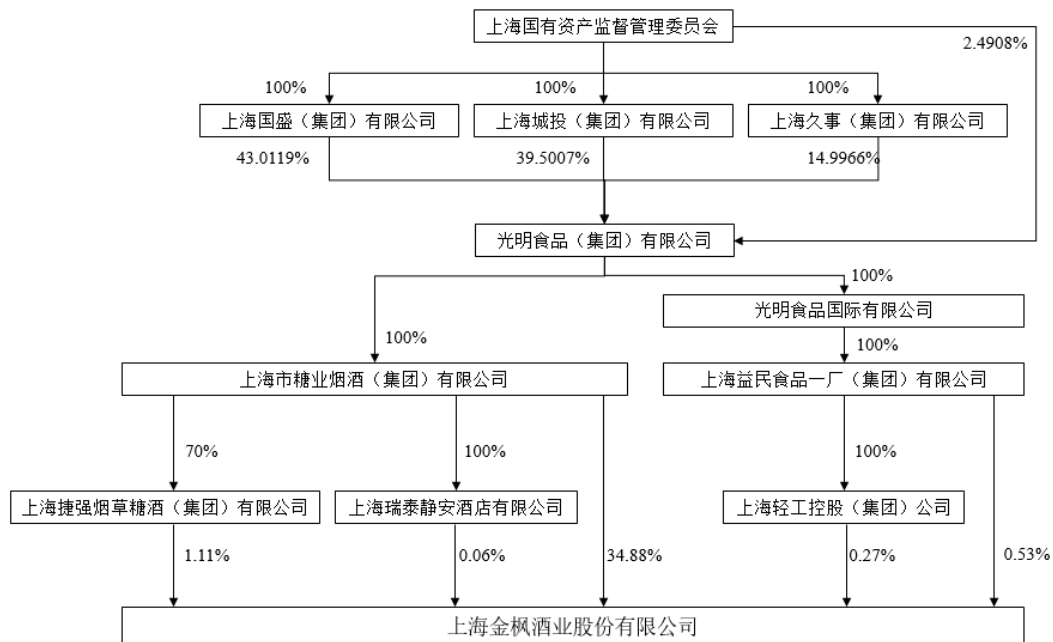 上海国有资产监督管理委员会
2.4908%
100%
100%
100%
上海国盛（集团）有限公司
上海城投（集团）有限公司
上海久事（集团）有限公司
43.0119%
39.5007%
14.9966%
光明食品（集团）有限公司
100%
光明食品国际有限公司
100%
100%
上海市糖业烟酒（集团）有限公司
上海益民食品一厂（集团）有限公司
70%
100%
100%
上海捷强烟草糖酒（集团）有限公司
上海瑞泰静安酒店有限公司
上海轻工控股（集团）公司
1.11%
0.06%
34.88%
0.27%
0.53%
上海金枫酒业股份有限公司